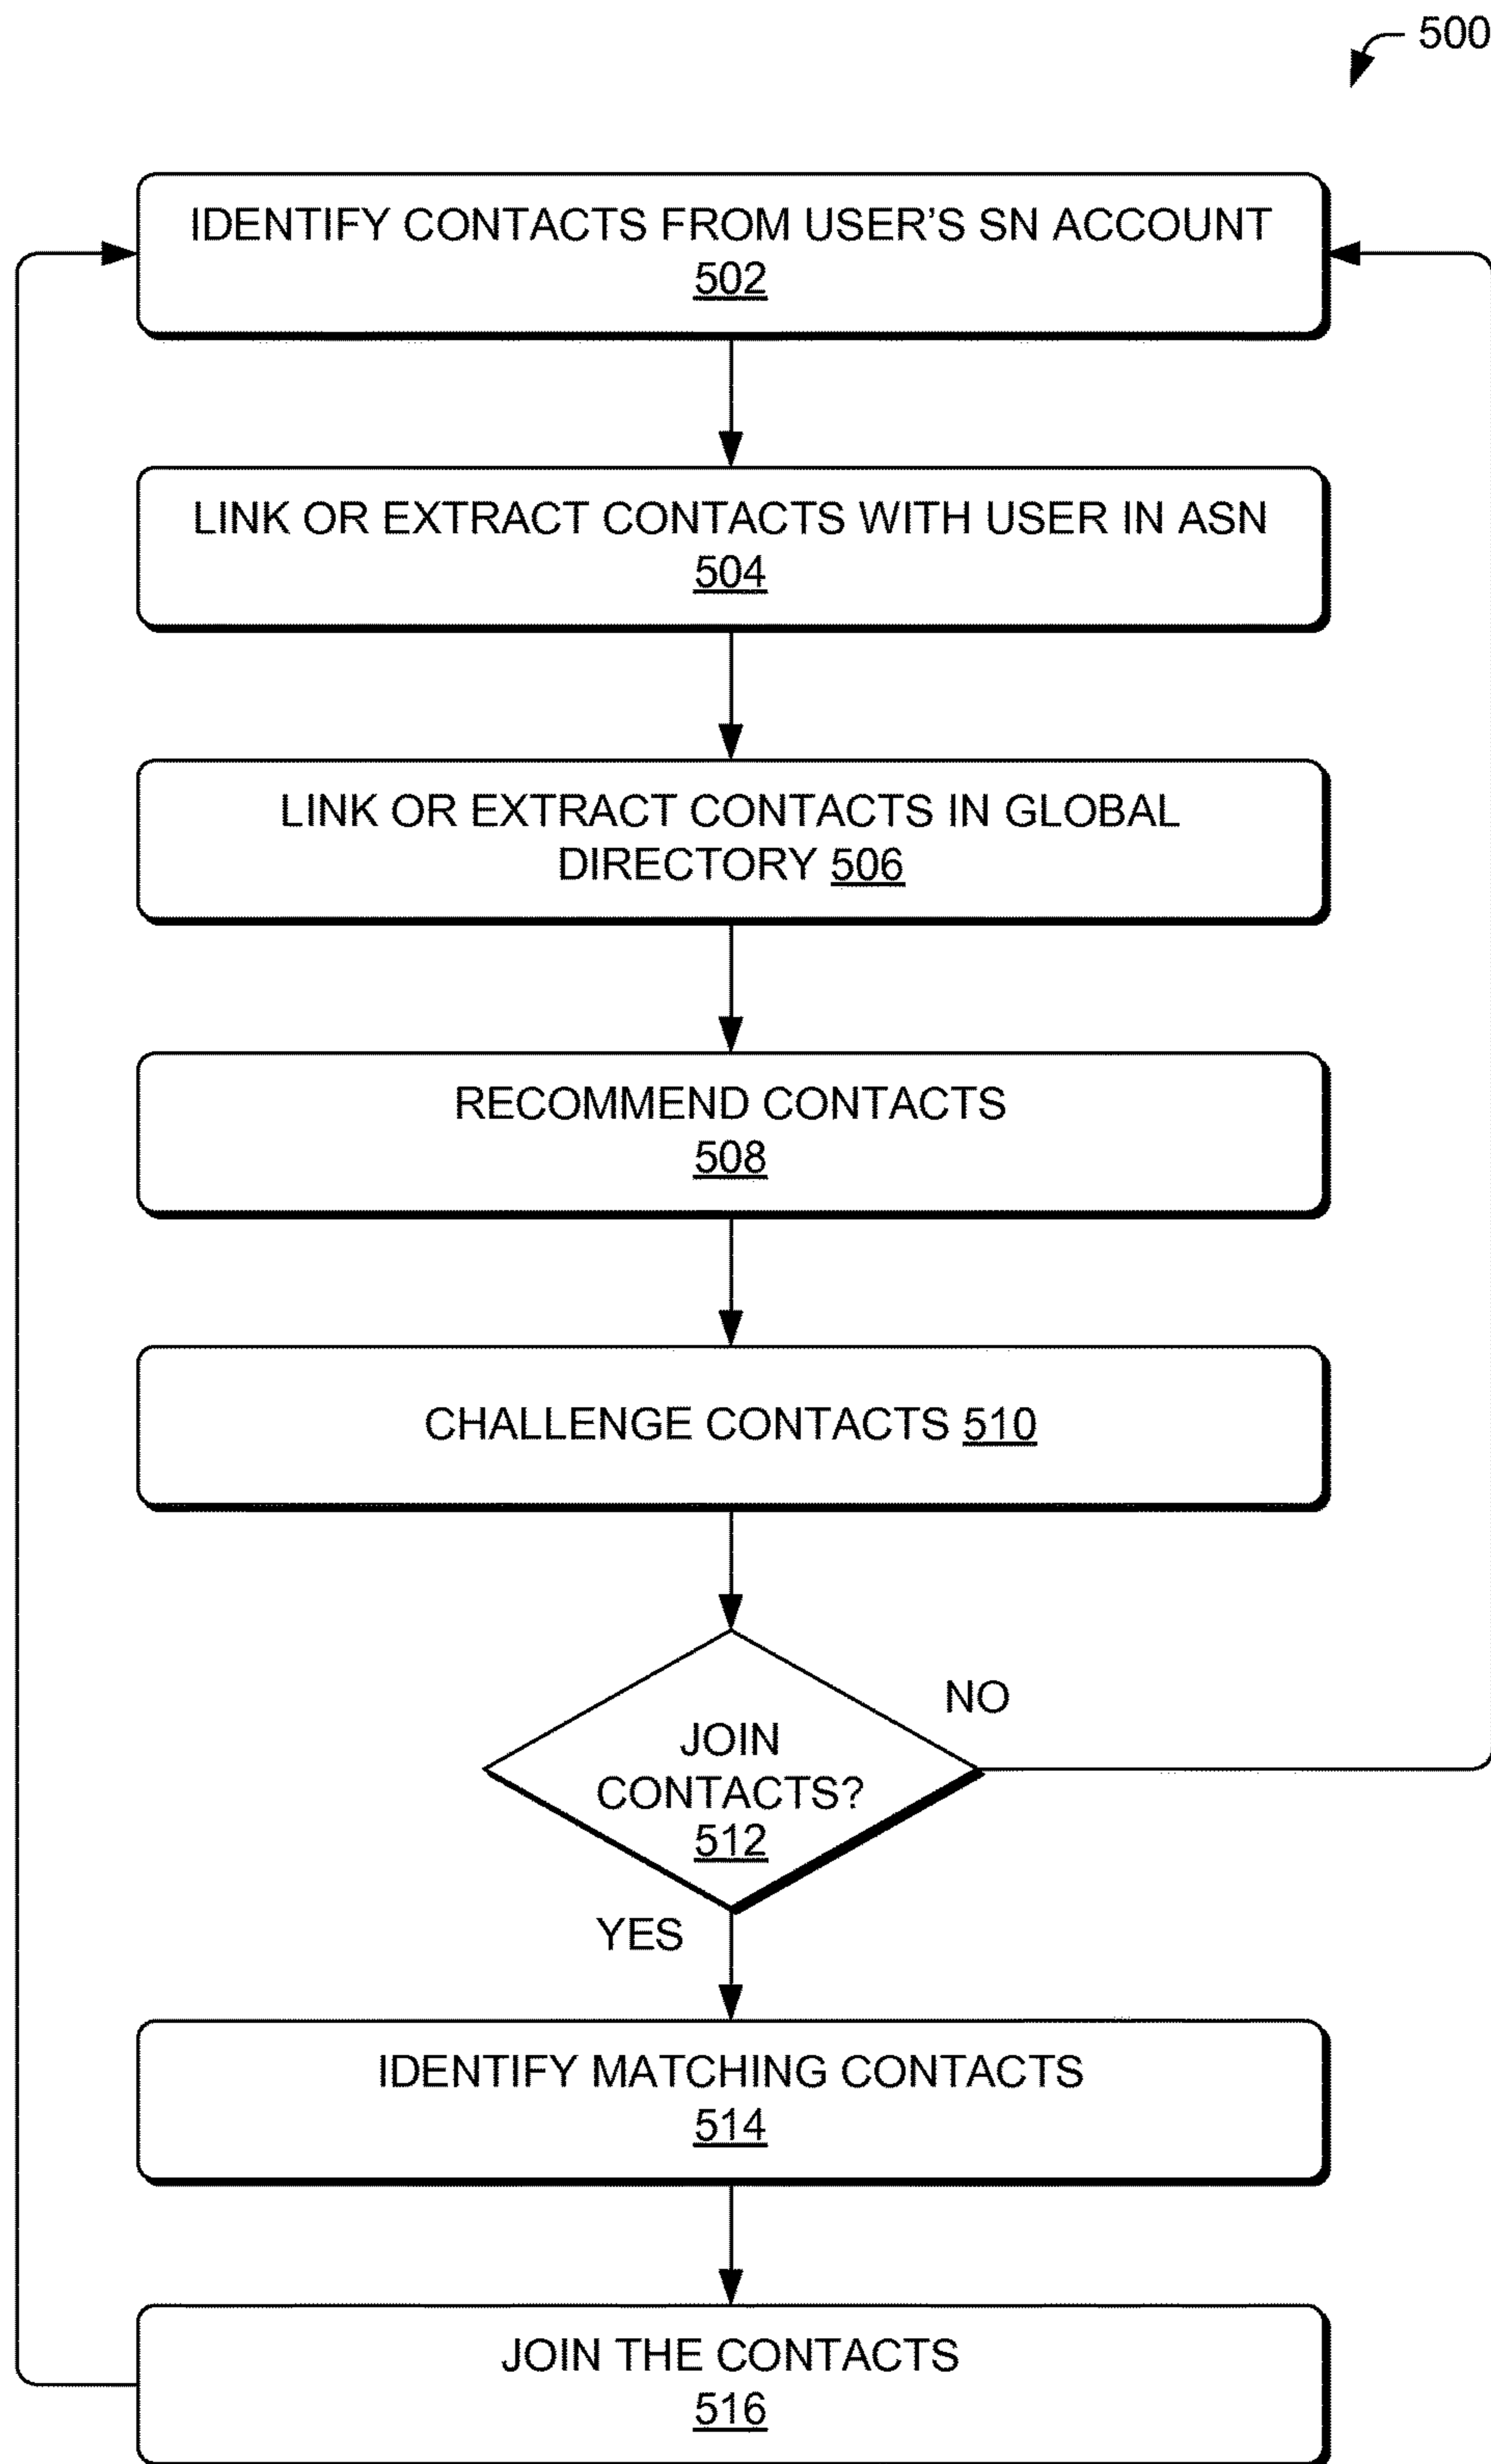 500
IDENTIFY CONTACTS FROM USER'S SN ACCOUNT
502
LINK OR EXTRACT CONTACTS WITH USER IN ASN
504
LINK OR EXTRACT CONTACTS IN GLOBAL
DIRECTORY 506
RECOMMEND CONTACTS
508
CHALLENGE CONTACTS 510
NO
JOIN
CONTACTS?
512
YES
IDENTIFY MATCHING CONTACTS
514
JOIN THE CONTACTS
516